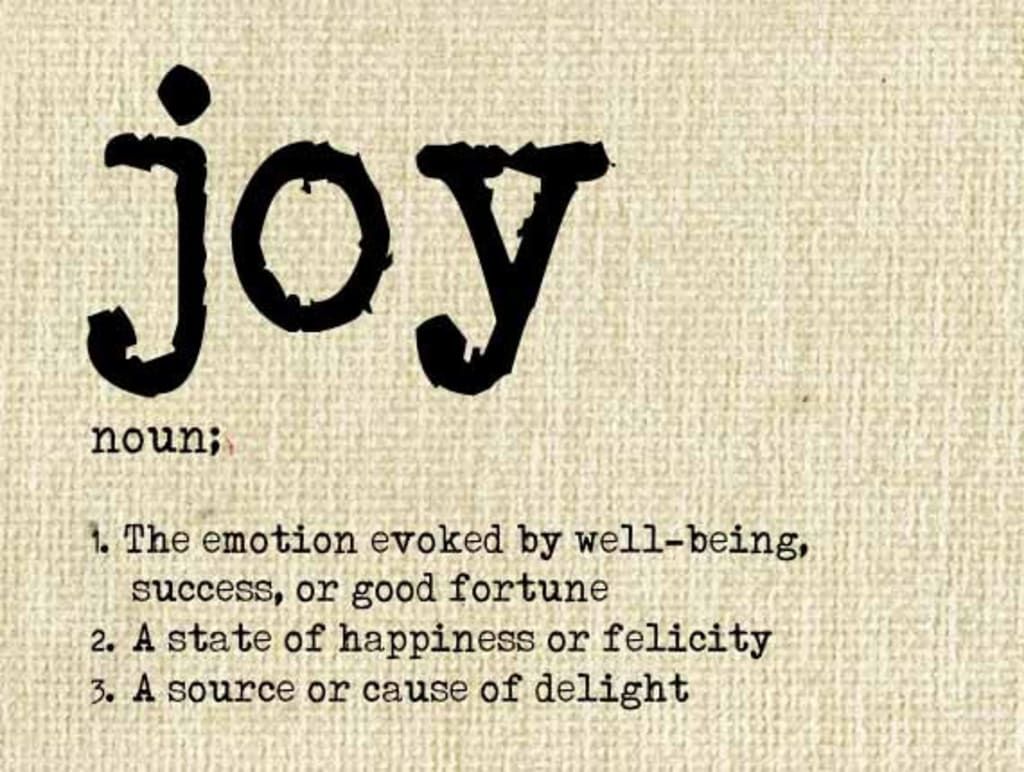 joy
noun;
1. The emotion evoked by well-being,
success, or good fortune
2. A state of happiness or felicity
3. A source or cause of delight